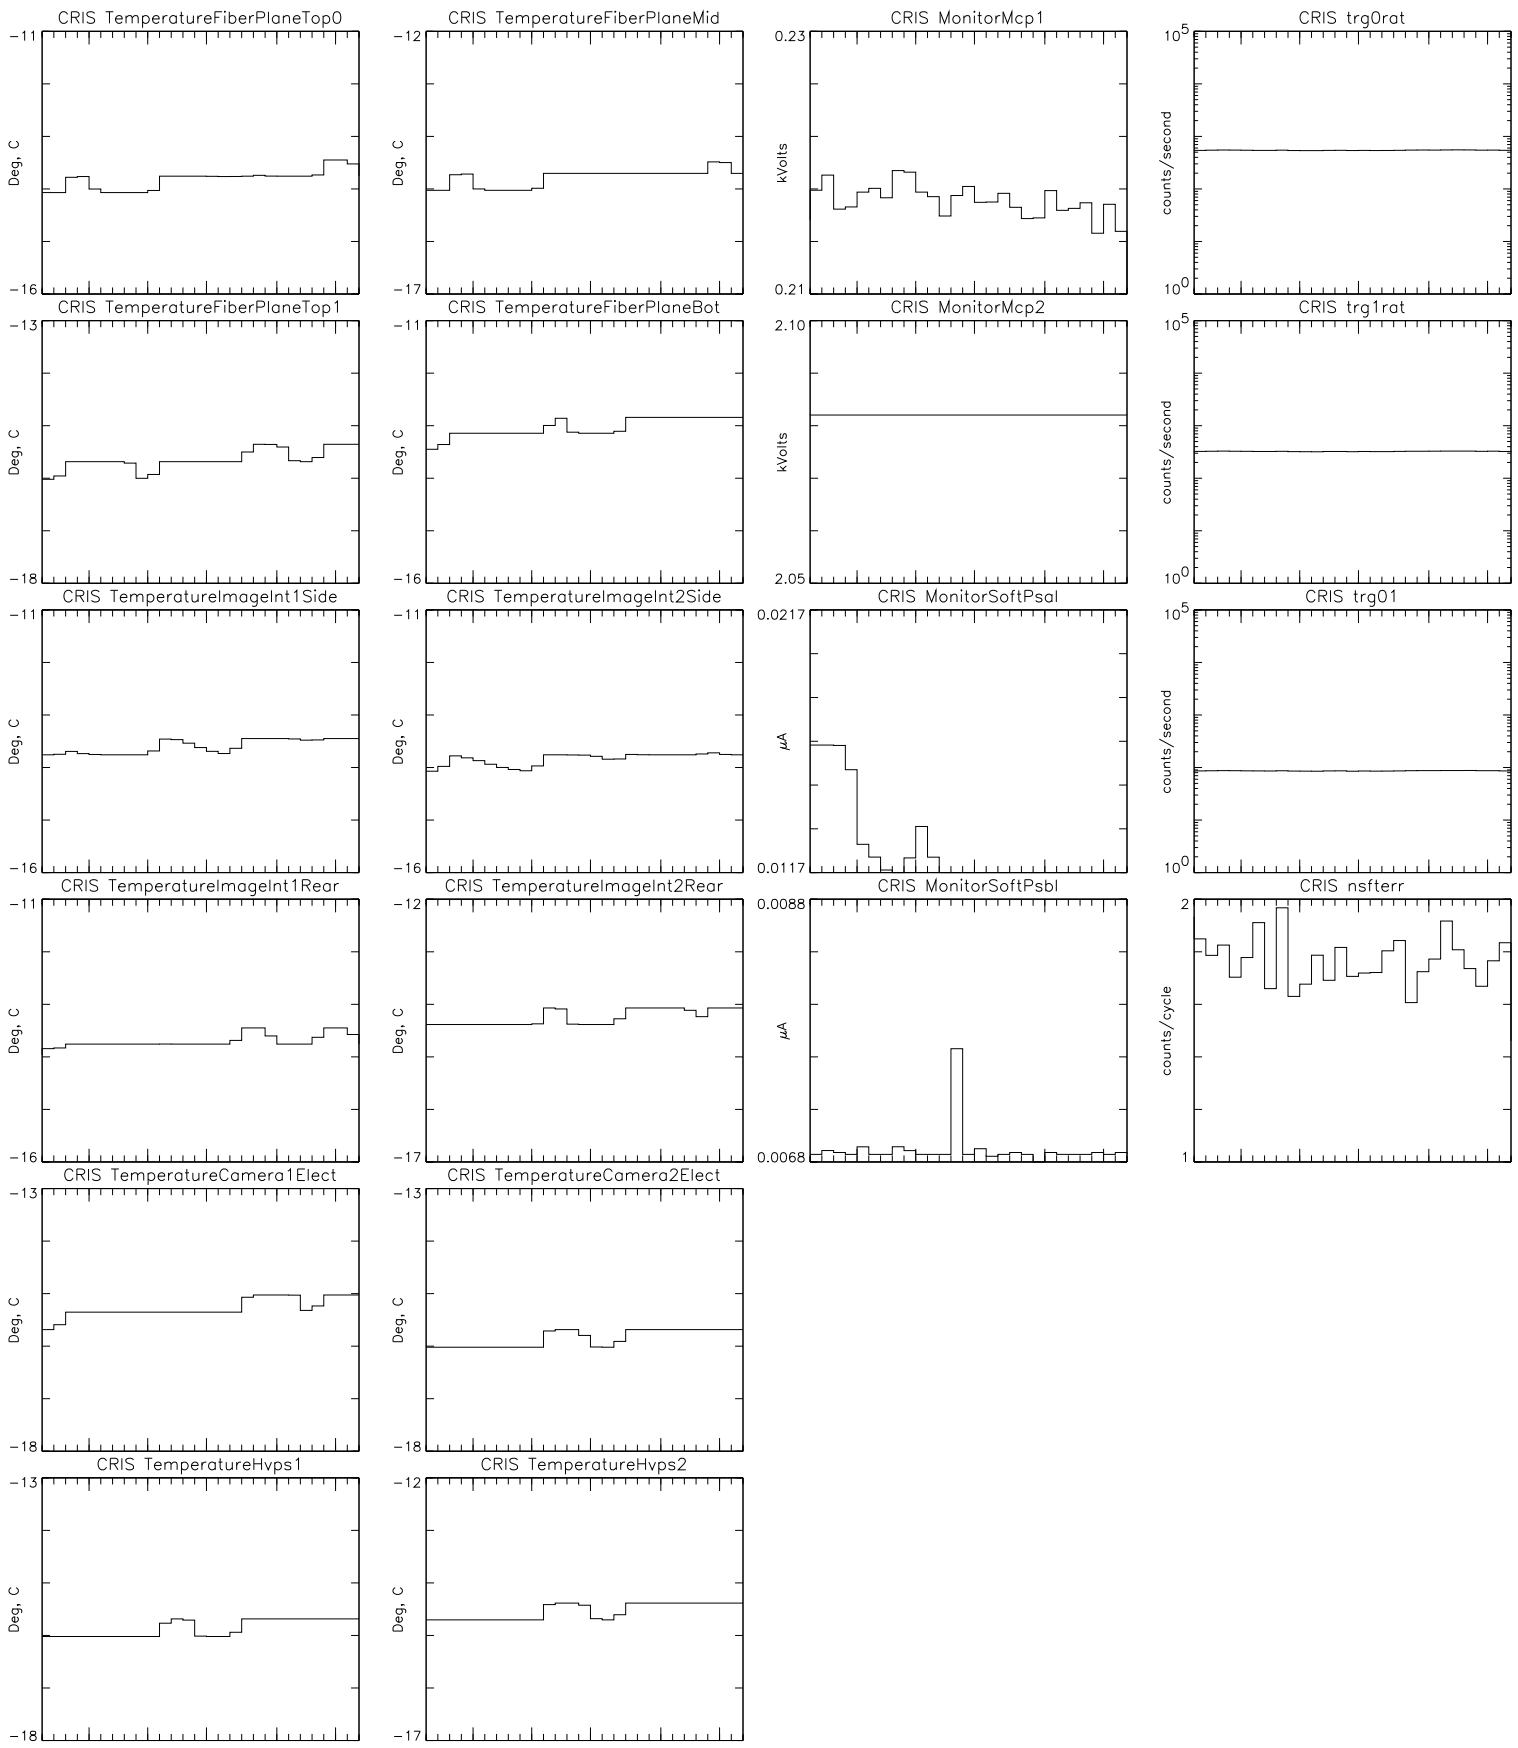 CRIS TemperatureFiberPlaneTop0
-11
Deg, C
-16
CRIS TemperatureFiberPlaneMid
-12
Deg, C
-17
CRIS MonitorMcp1
0.23
kVolts
0.21
CRIS trg0rat
10^5
counts/second
10^0
CRIS TemperatureFiberPlaneTop1
-13
Deg, C
-18
CRIS TemperatureFiberPlaneBot
-11
Deg, C
-16
CRIS MonitorMcp2
2.10
kVolts
2.05
CRIS trg1rat
10^5
counts/second
10^0
CRIS TemperatureImageInt1Side
-11
Deg, C
-16
CRIS TemperatureImageInt2Side
-11
Deg, C
-16
CRIS MonitorSoftPsaI
0.0217
μA
0.0117
CRIS trg01
10^5
counts/second
10^0
CRIS TemperatureImageInt1Rear
-11
Deg, C
-16
CRIS TemperatureImageInt2Rear
-12
Deg, C
-17
CRIS MonitorSoftPsbI
0.0088
μA
0.0068
CRIS nsfterr
2
counts/cycle
1
CRIS TemperatureCamera1Elect
-13
Deg, C
-18
CRIS TemperatureCamera2Elect
-13
Deg, C
-18
CRIS TemperatureHvps1
-13
Deg, C
-18
CRIS TemperatureHvps2
-12
Deg, C
-17